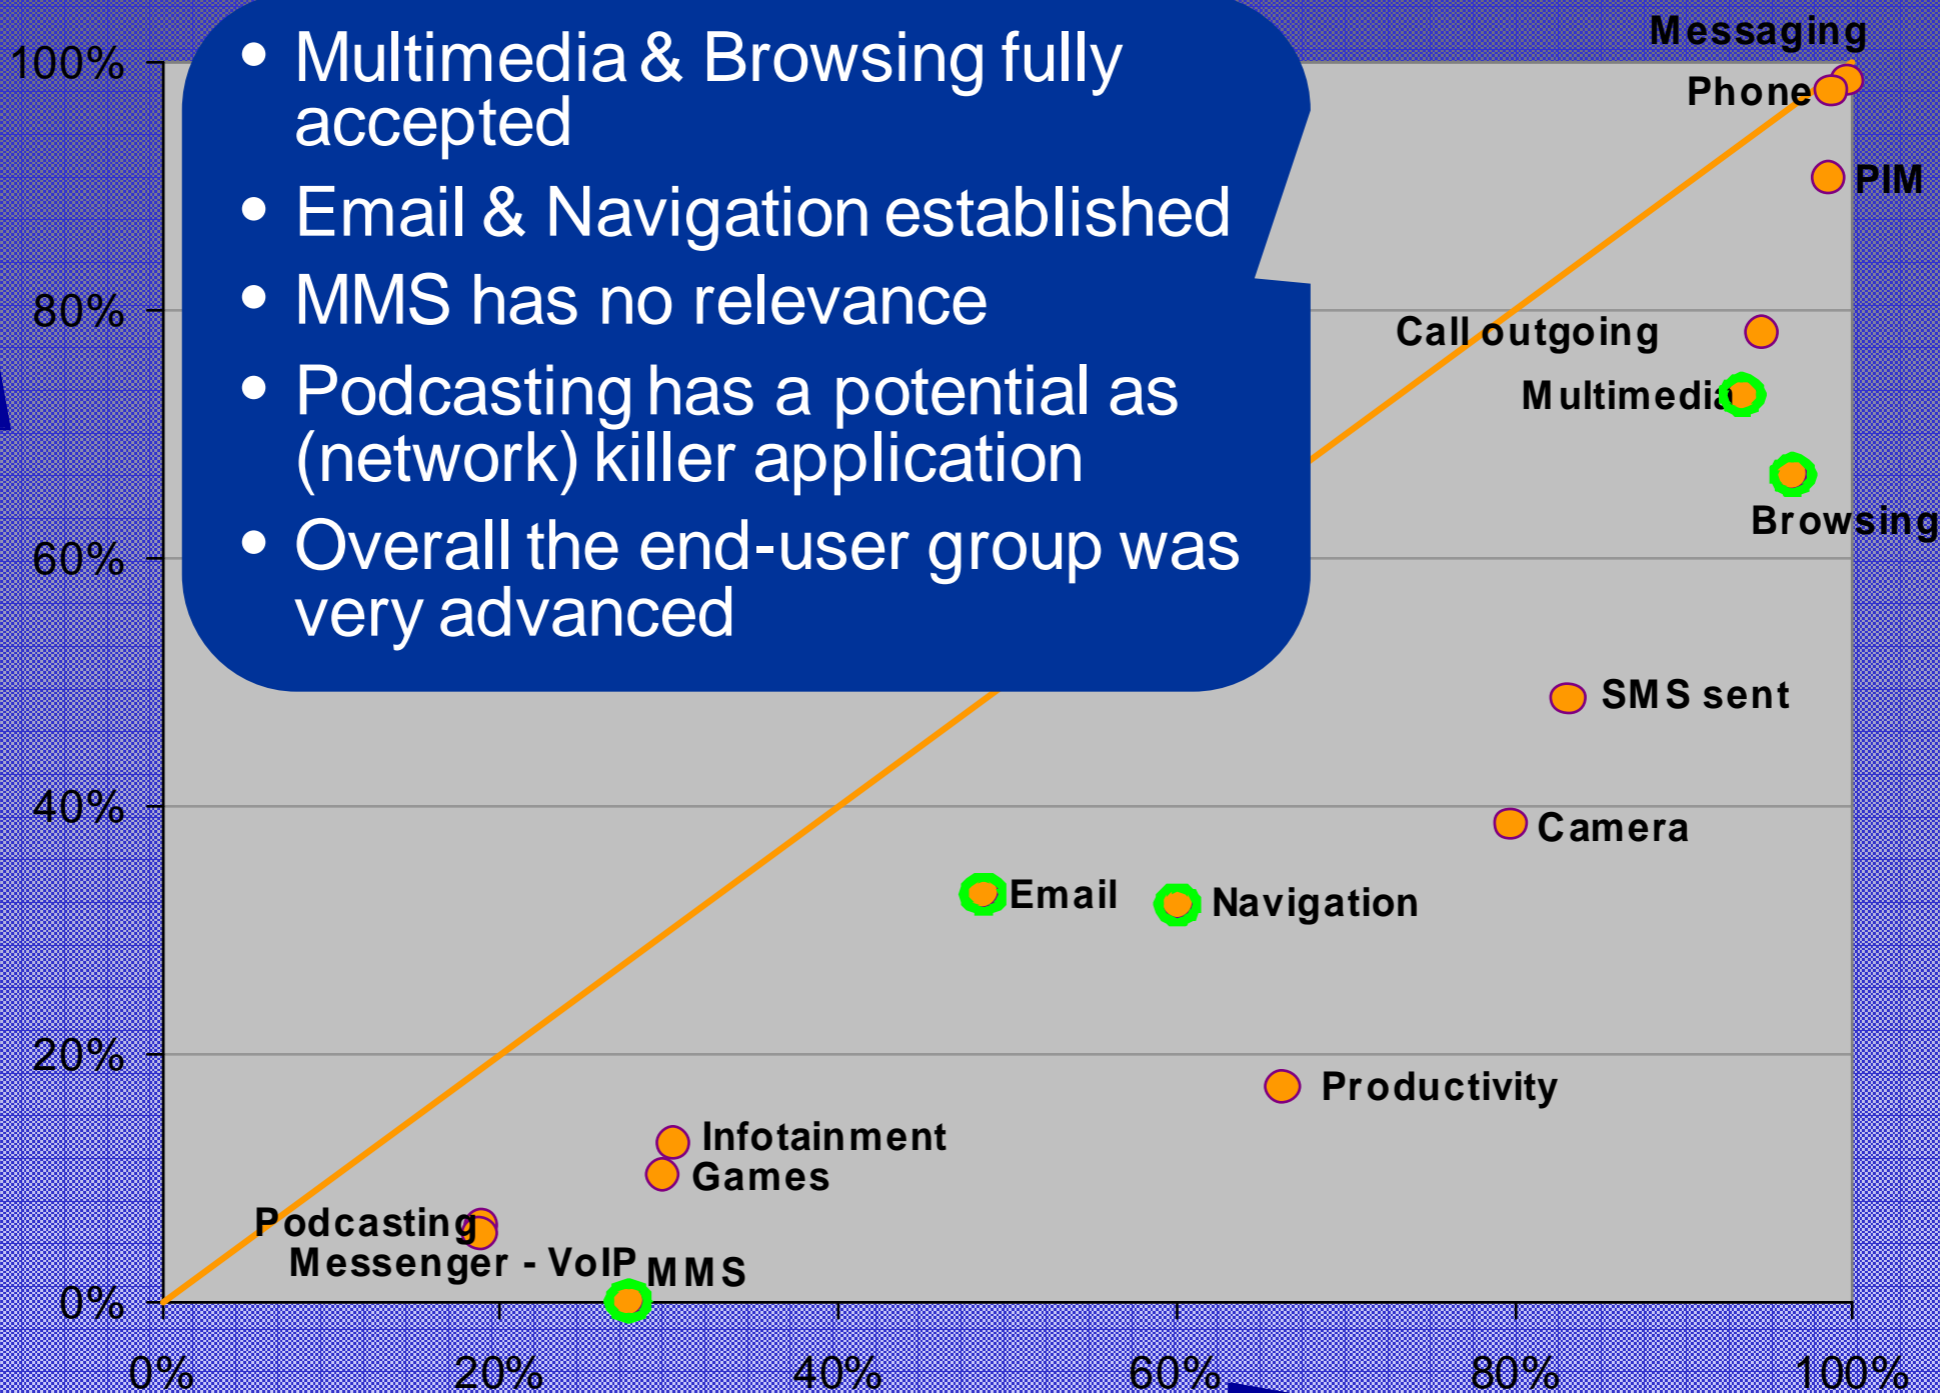 Messaging
100%
• Multimedia & Browsing fully
accepted
Phone
PIM
• Email & Navigation established
• MMS has no relevance
80%
Call outgoing
• Podcasting has a potential as
(network) killer application
Multimedia
Browsing
• Overall the end-user group was
very advanced
60%
SMS sent
40%
Camera
Email
Navigation
20%
Productivity
Infotainment
Games
Podcasting
Messenger - VoIP
MMS
0%
0% 20% 40% 60% 80% 100%